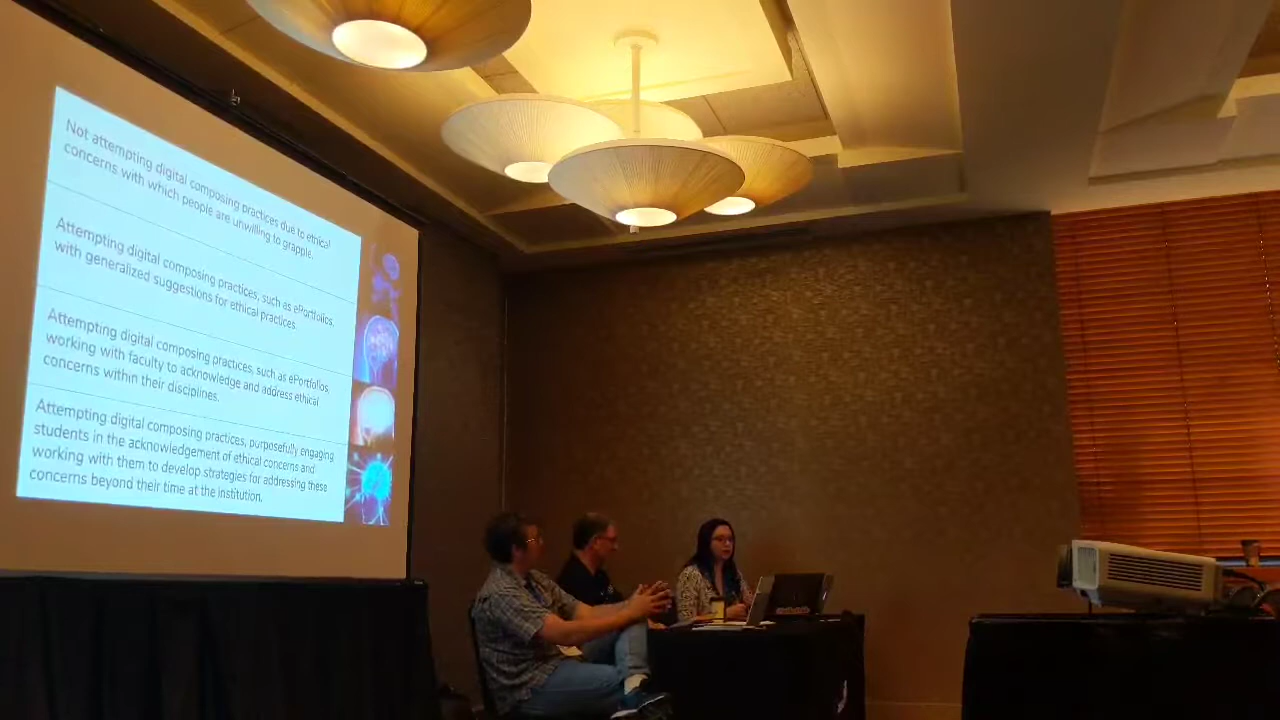 Not attempting digital composing practices due to ethical
concerns with which people are unwilling to grapple.
Attempting digital composing practices, such as ePortfolios,
with generalized suggestions for ethical practices.
Attempting digital composing practices, such as ePortfolios,
working with faculty to acknowledge and address ethical
concerns within their disciplines.
Attempting digital composing practices, purposefully engaging
students in the acknowledgement of ethical concerns and
working with them to develop strategies for addressing these
concerns beyond their time at the institution.